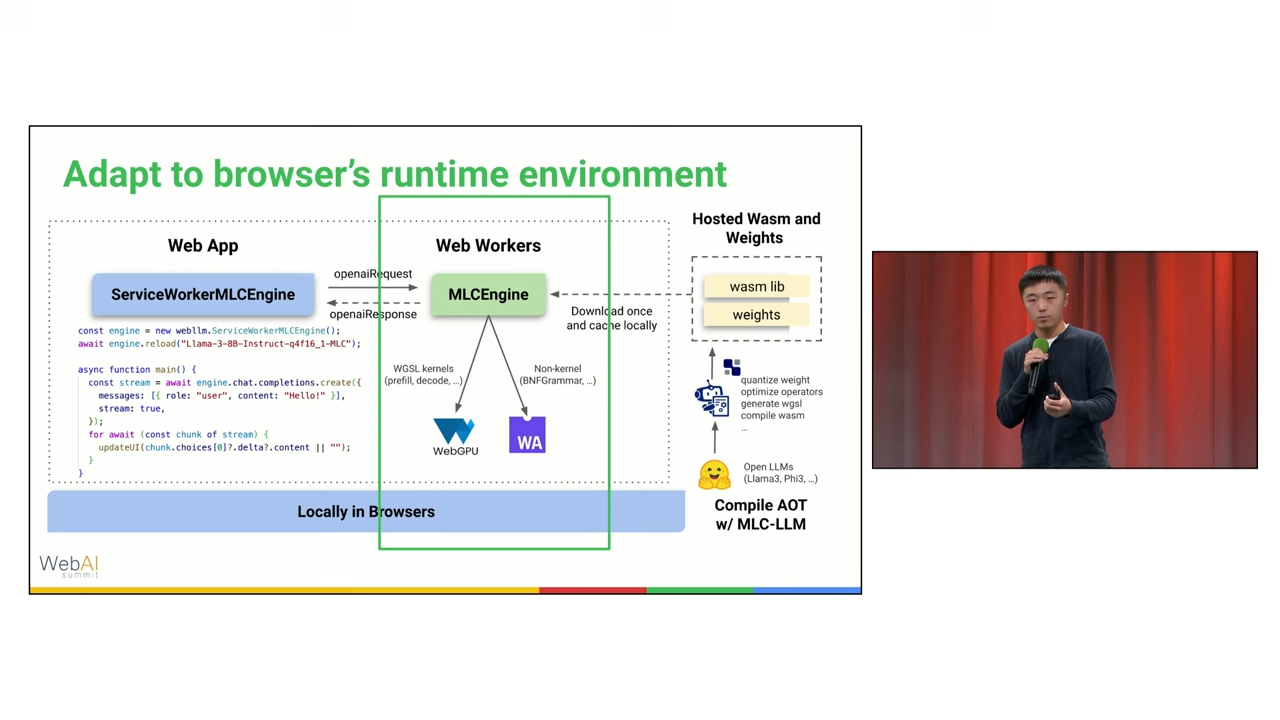 Adapt to browser's runtime environment
Web App
ServiceWorkerMLCEngine
const engine = new webllm.ServiceWorkerMLCEngine();
await engine.reload("Llama-3-8B-Instruct-q4f16_1-MLC");
async function main() {
const stream = await engine.chat.completions.create({
messages: [{ role: "user", content: "Hello!" }],
stream: true,
});
for await (const chunk of stream) {
updateUI(chunk.choices[0]?.delta?.content || "");
}
}
openaiRequest
openaiResponse
Web Workers
MLCEngine
WGSL kernels
(prefill, decode, ...)
Non-kernel
(BNFGrammar, ...)
WebGPU
WA
Download once
and cache locally
Hosted Wasm and
Weights
wasm lib
weights
quantize weight
optimize operators
generate wgsl
compile wasm
...
Open LLMs
(Llama3, Phi3, ...)
Compile AOT
w/ MLC-LLM
Locally in Browsers
WebAI
summit